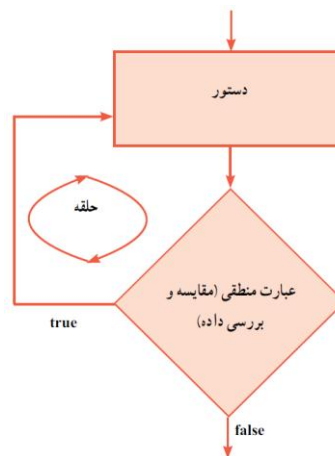 دستور
حلقه
عبارت منطقی (مقایسه و
بررسی داده)
true
false